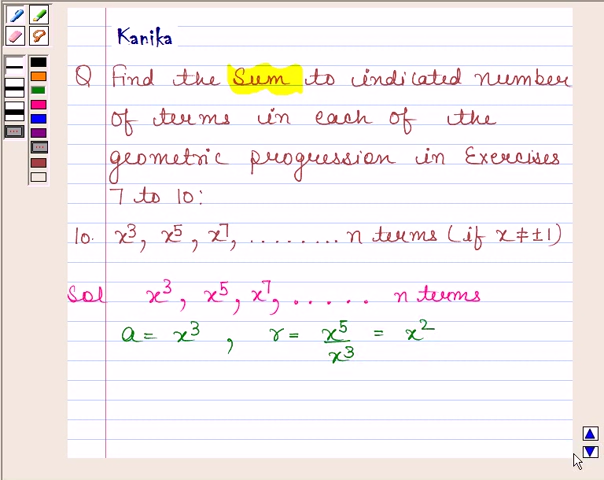 Kanika
Q Find the Sum to indicated number
of terms in each of the
geometric progression in Exercises
7 to 10:
10. x³, x⁵, x⁷, ......... n terms (if x ≠ ±1)
Sol x³, x⁵, x⁷, ..... n terms
a = x³ , r = x⁵/x³ = x²